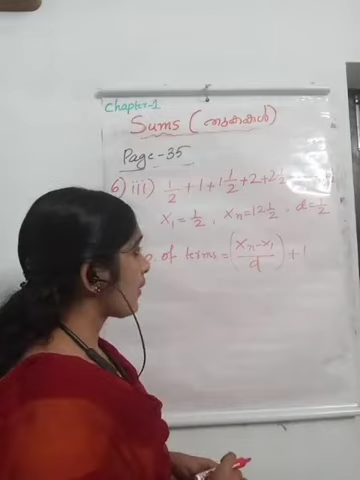 Chapter-1
Sums (തുകകൾ)
Page-35
6) iii) 1/2 + 1 + 1 1/2 + 2 + 2 1/2
x₁ = 1/2, xₙ = 12 1/2, d = 1/2
of terms = (xₙ - x₁ / d) + 1